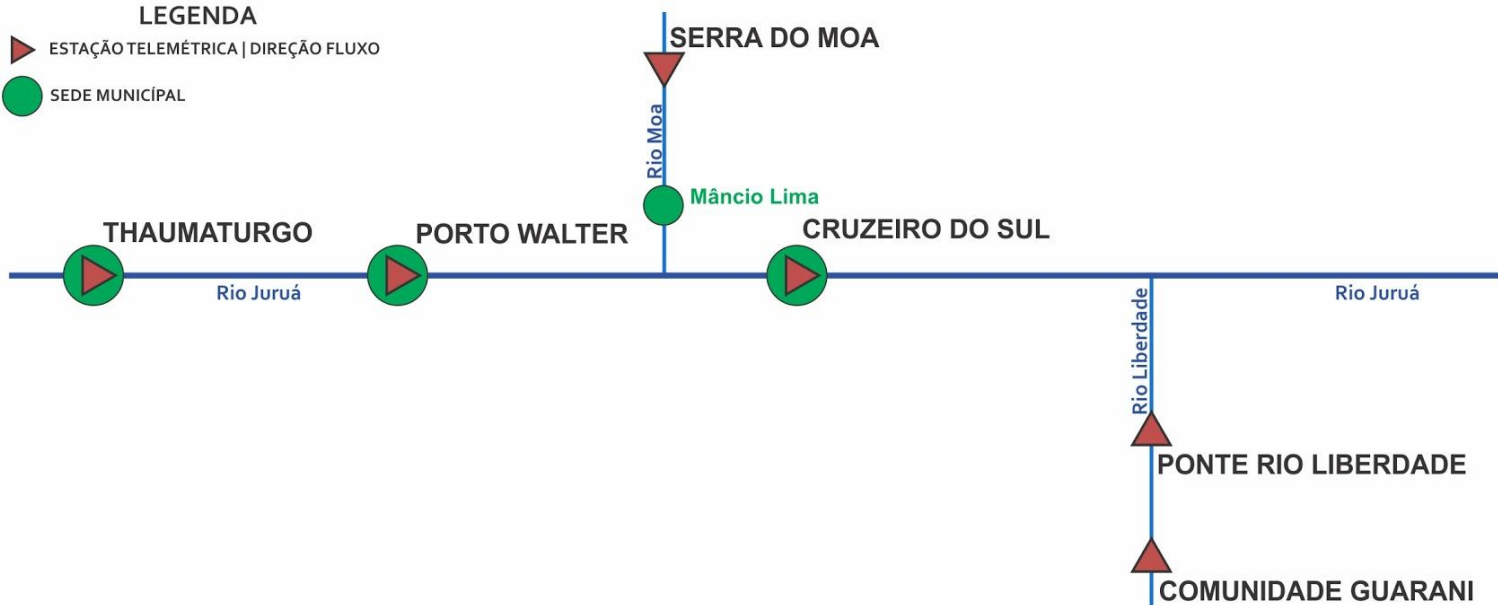 LEGENDA
ESTAÇÃO TELEMÉTRICA | DIREÇÃO FLUXO
SEDE MUNICÍPAL
SERRA DO MOA
Rio Moa
Mâncio Lima
THAUMATURGO
PORTO WALTER
CRUZEIRO DO SUL
Rio Juruá
Rio Juruá
Rio Liberdade
PONTE RIO LIBERDADE
COMUNIDADE GUARANI